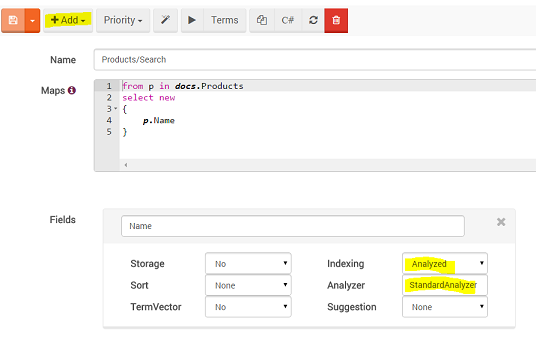 + Add Priority Terms C#
Name Products/Search
Maps
1 from p in docs.Products
2 select new
3 {
4 p.Name
5 }
Fields
Name
Storage No Indexing Analyzed
Sort None Analyzer StandardAnalyzer
TermVector No Suggestion None